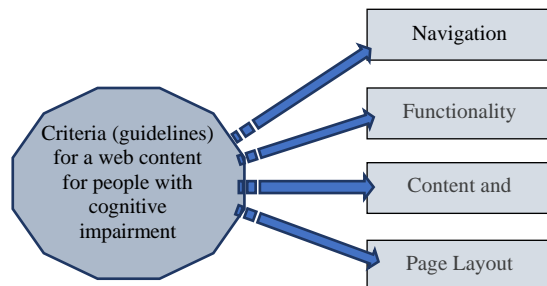 Criteria (guidelines)
for a web content
for people with
cognitive
impairment
Navigation
Functionality
Content and
Page Layout